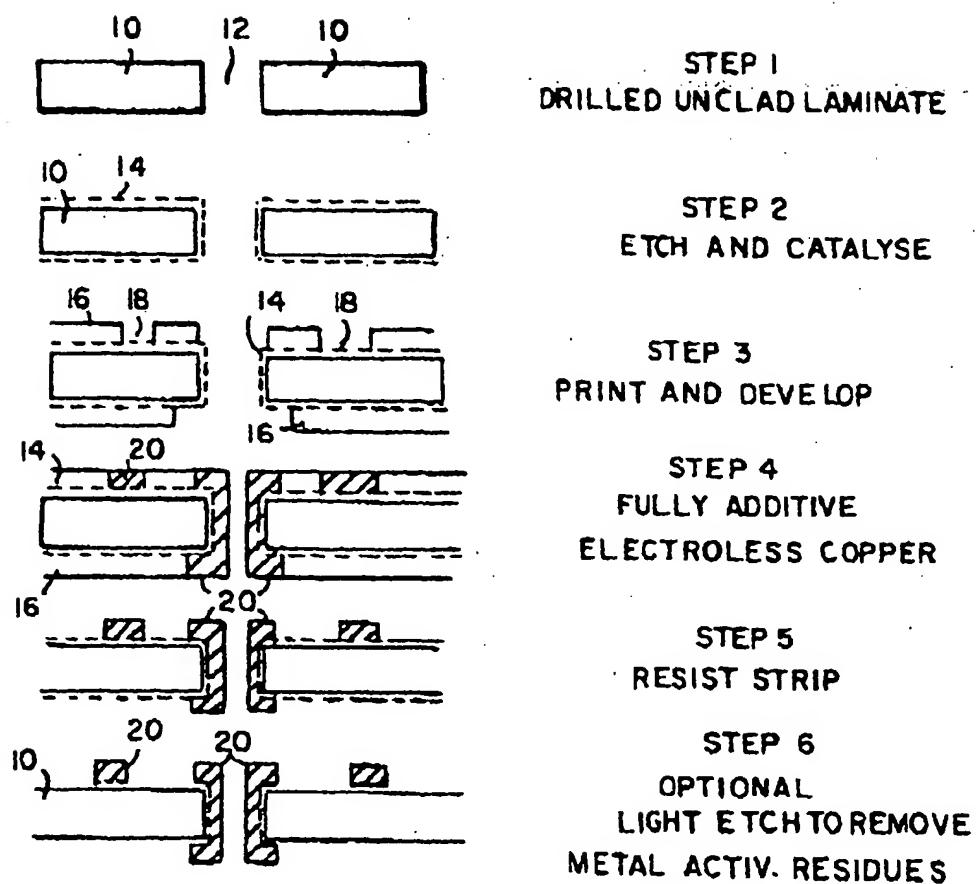 10 12 10
STEP 1
DRILLED UNCLAD LAMINATE
10 14
STEP 2
ETCH AND CATALYSE
16 18 14 18
STEP 3
PRINT AND DEVELOP
16
14 20
STEP 4
FULLY ADDITIVE
ELECTROLESS COPPER
16 20
STEP 5
RESIST STRIP
10 20 20
STEP 6
OPTIONAL
LIGHT ETCH TO REMOVE
METAL ACTIV. RESIDUES